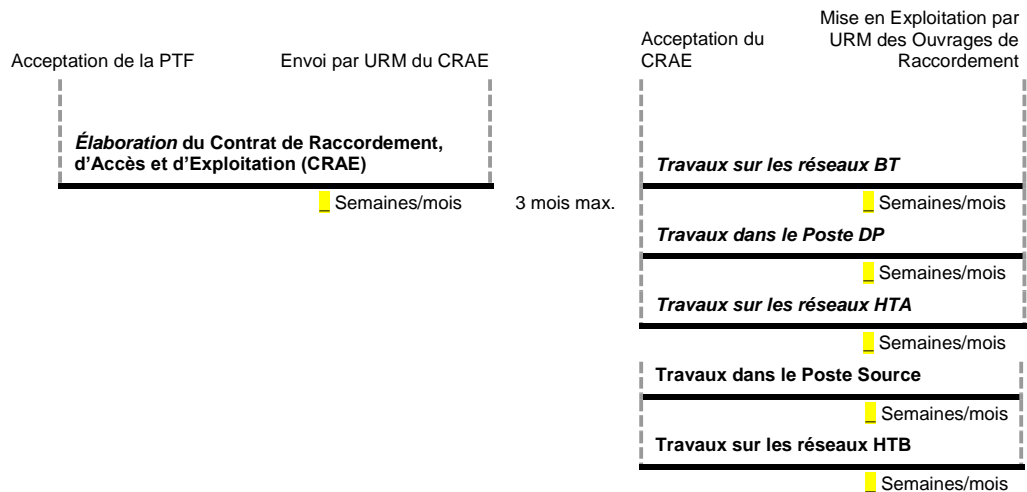 Acceptation de la PTF
Envoi par URM du CRAE
Acceptation du
CRAE
Mise en Exploitation par
URM des Ouvrages de
Raccordement
Élaboration du Contrat de Raccordement,
d’Accès et d’Exploitation (CRAE)
_ Semaines/mois
3 mois max.
Travaux sur les réseaux BT
_ Semaines/mois
Travaux dans le Poste DP
_ Semaines/mois
Travaux sur les réseaux HTA
_ Semaines/mois
Travaux dans le Poste Source
_ Semaines/mois
Travaux sur les réseaux HTB
_ Semaines/mois